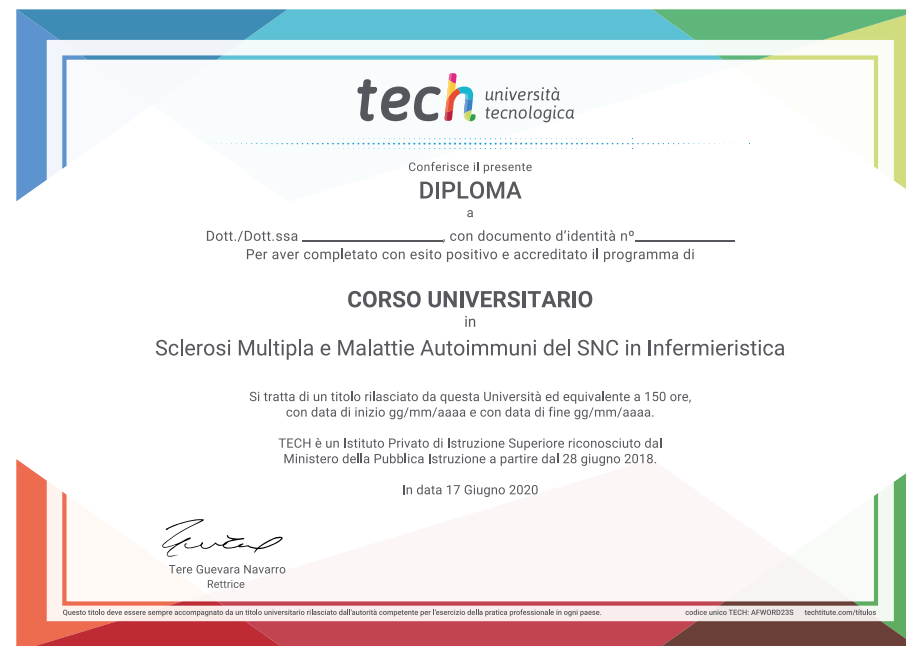 tech università
tecnologica
Conferisce il presente
DIPLOMA
a
Dott./Dott.ssa ____________________, con documento d'identità nº______________
Per aver completato con esito positivo e accreditato il programma di
CORSO UNIVERSITARIO
in
Sclerosi Multipla e Malattie Autoimmuni del SNC in Infermieristica
Si tratta di un titolo rilasciato da questa Università ed equivalente a 150 ore,
con data di inizio gg/mm/aaaa e con data di fine gg/mm/aaaa.
TECH è un Istituto Privato di Istruzione Superiore riconosciuto dal
Ministero della Pubblica Istruzione a partire dal 28 giugno 2018.
In data 17 Giugno 2020
Tere Guevara Navarro
Rettrice
Questo titolo deve essere sempre accompagnato da un titolo universitario rilasciato dall'autorità competente per l'esercizio della pratica professionale in ogni paese. codice unico TECH: AFWORD23S techtitute.com/títulos